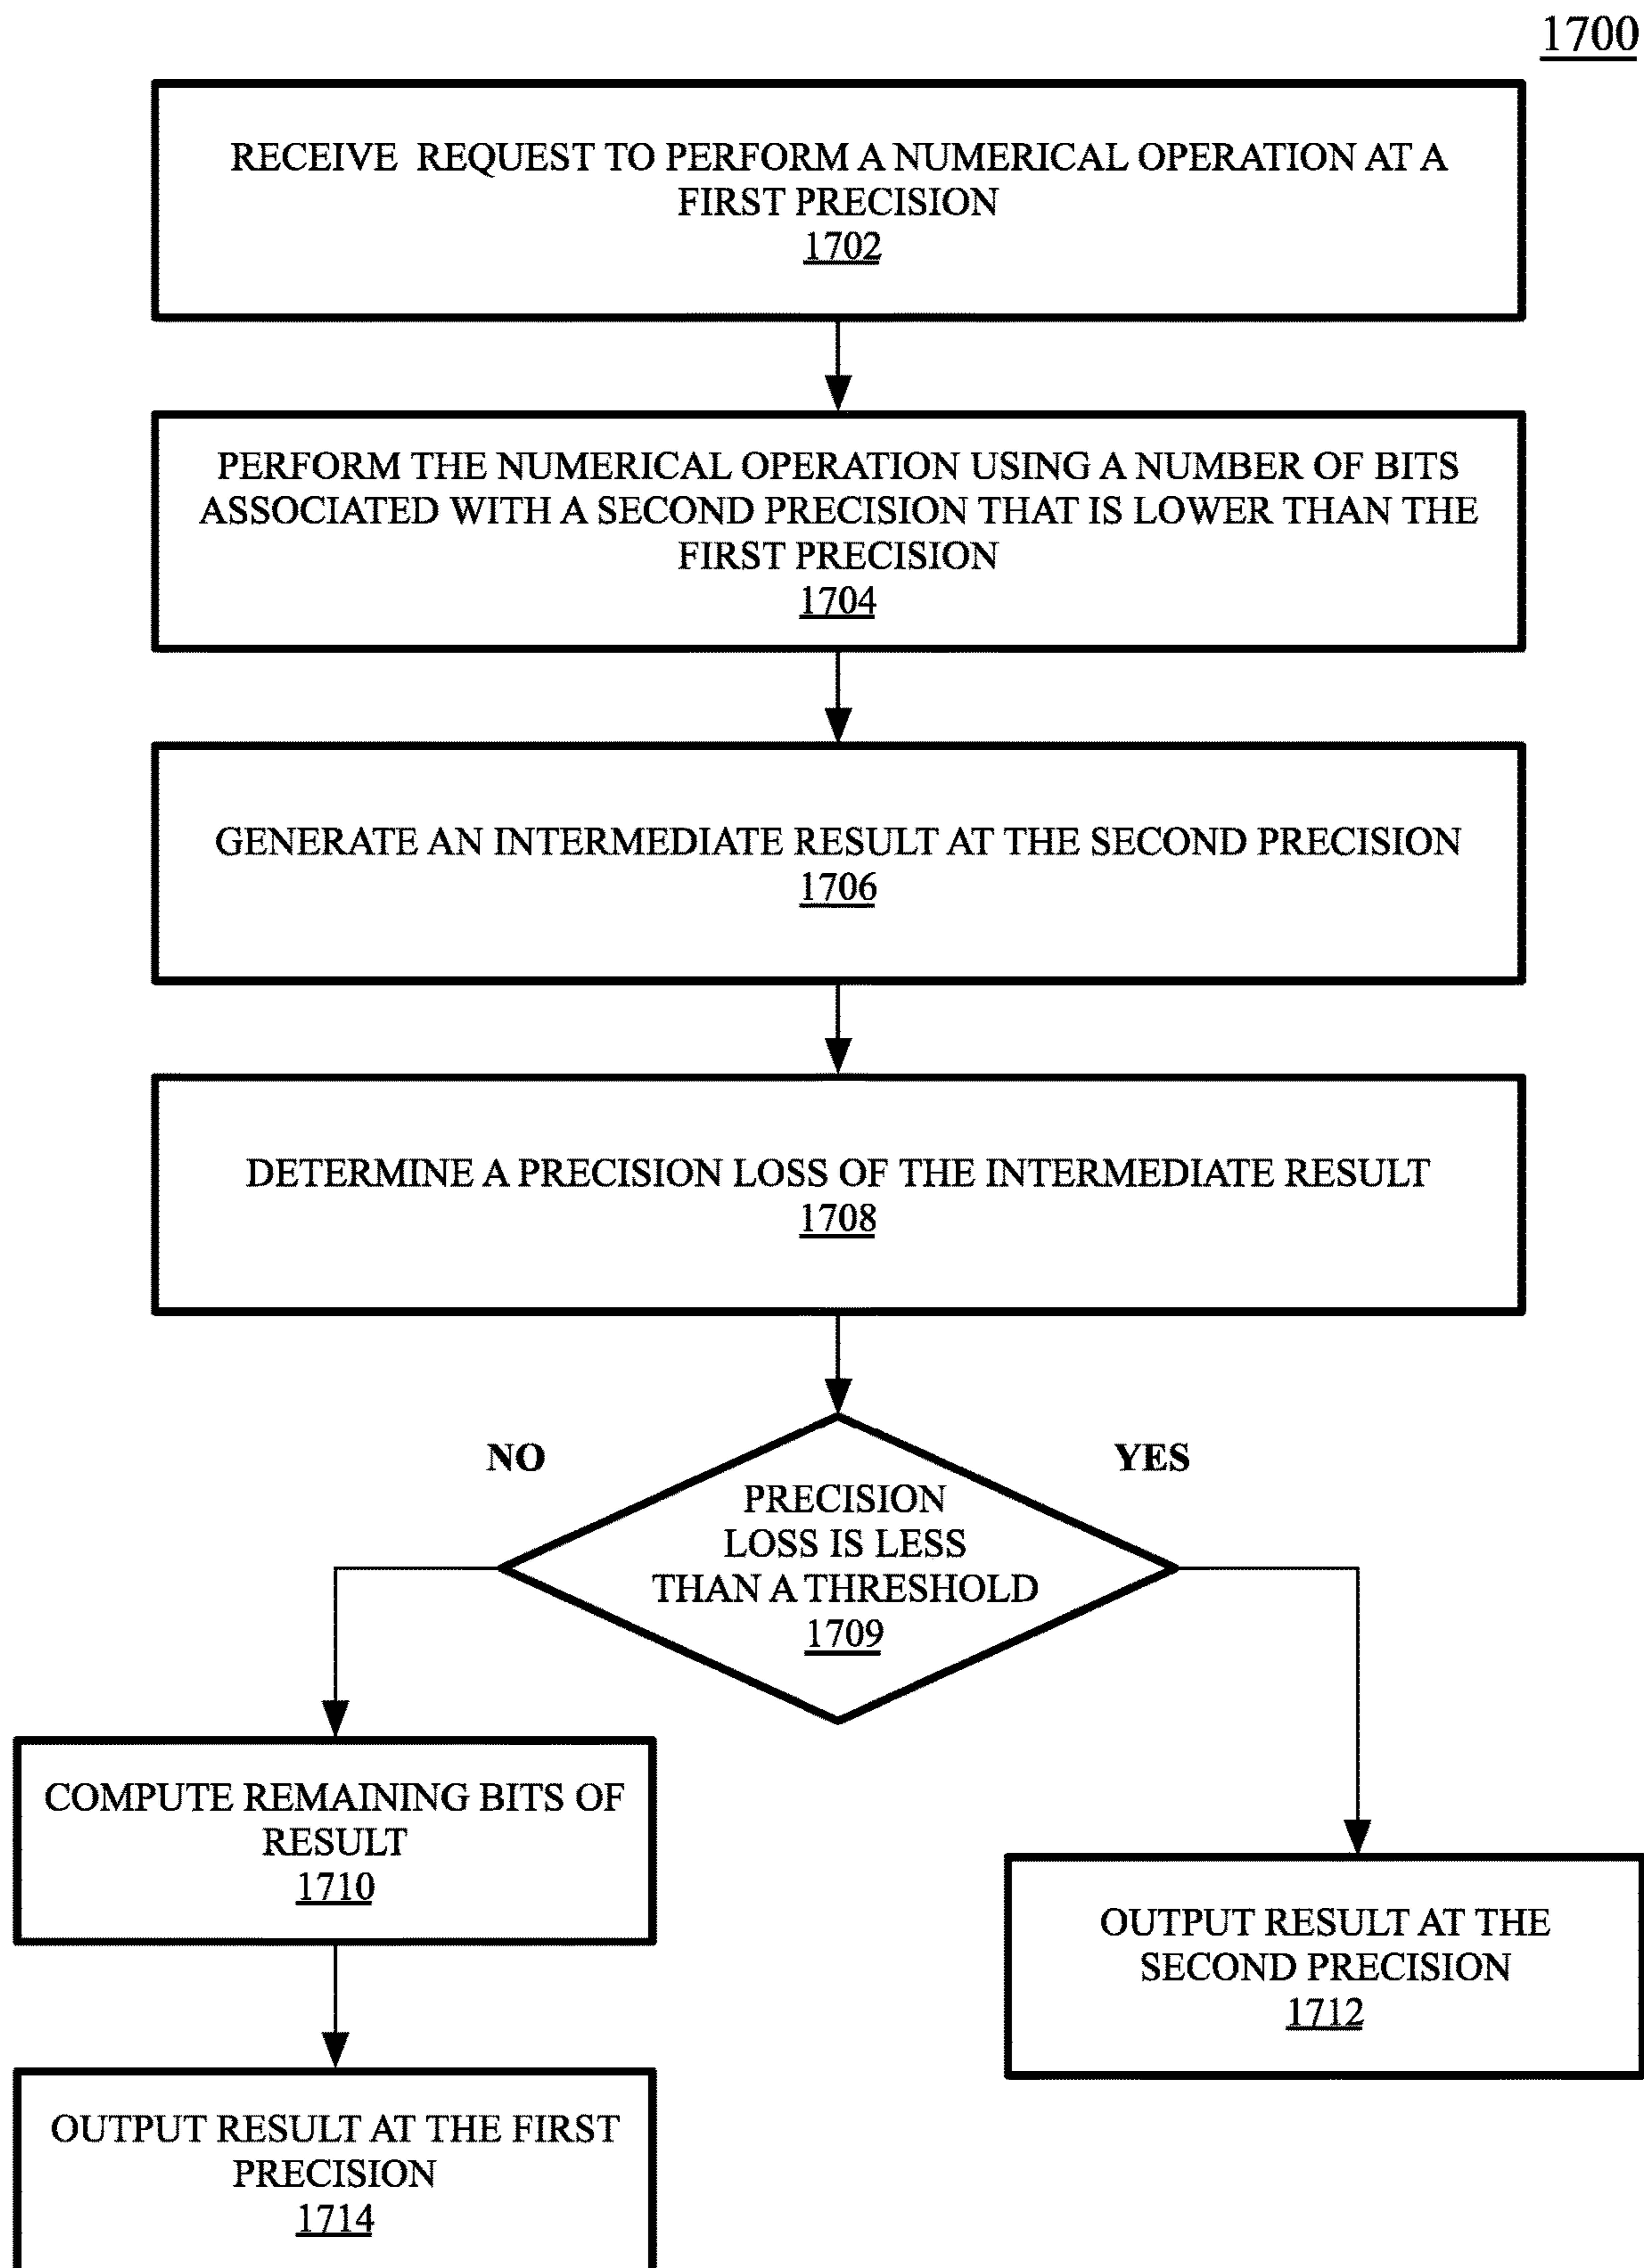 1700
RECEIVE REQUEST TO PERFORM A NUMERICAL OPERATION AT A
FIRST PRECISION
1702
PERFORM THE NUMERICAL OPERATION USING A NUMBER OF BITS
ASSOCIATED WITH A SECOND PRECISION THAT IS LOWER THAN THE
FIRST PRECISION
1704
GENERATE AN INTERMEDIATE RESULT AT THE SECOND PRECISION
1706
DETERMINE A PRECISION LOSS OF THE INTERMEDIATE RESULT
1708
NO
YES
PRECISION
LOSS IS LESS
THAN A THRESHOLD
1709
COMPUTE REMAINING BITS OF
RESULT
1710
OUTPUT RESULT AT THE
SECOND PRECISION
1712
OUTPUT RESULT AT THE FIRST
PRECISION
1714